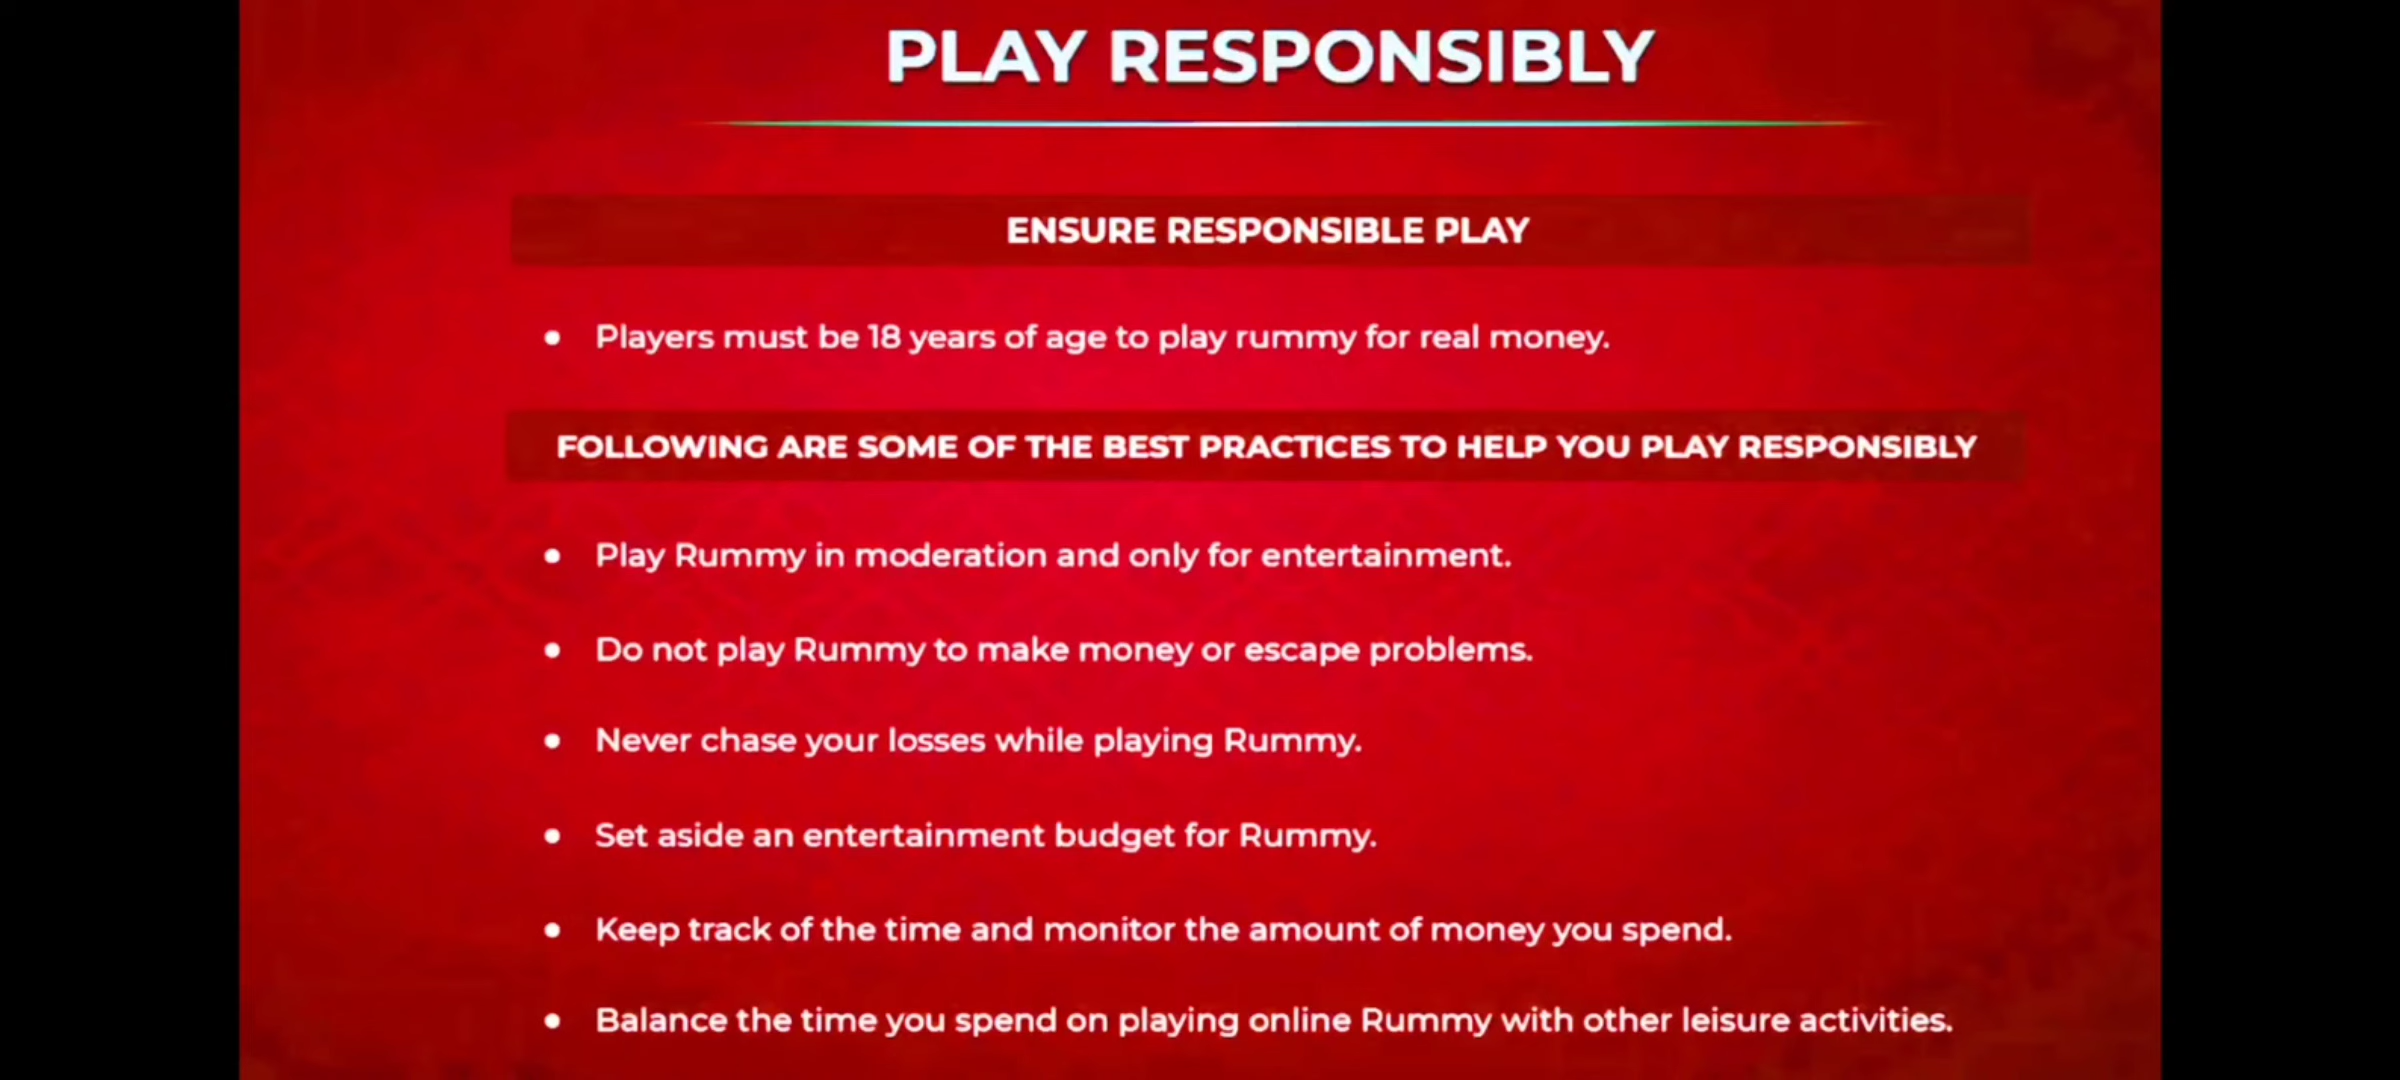 PLAY RESPONSIBLY
ENSURE RESPONSIBLE PLAY
• Players must be 18 years of age to play rummy for real money.
FOLLOWING ARE SOME OF THE BEST PRACTICES TO HELP YOU PLAY RESPONSIBLY
• Play Rummy in moderation and only for entertainment.
• Do not play Rummy to make money or escape problems.
• Never chase your losses while playing Rummy.
• Set aside an entertainment budget for Rummy.
• Keep track of the time and monitor the amount of money you spend.
• Balance the time you spend on playing online Rummy with other leisure activities.